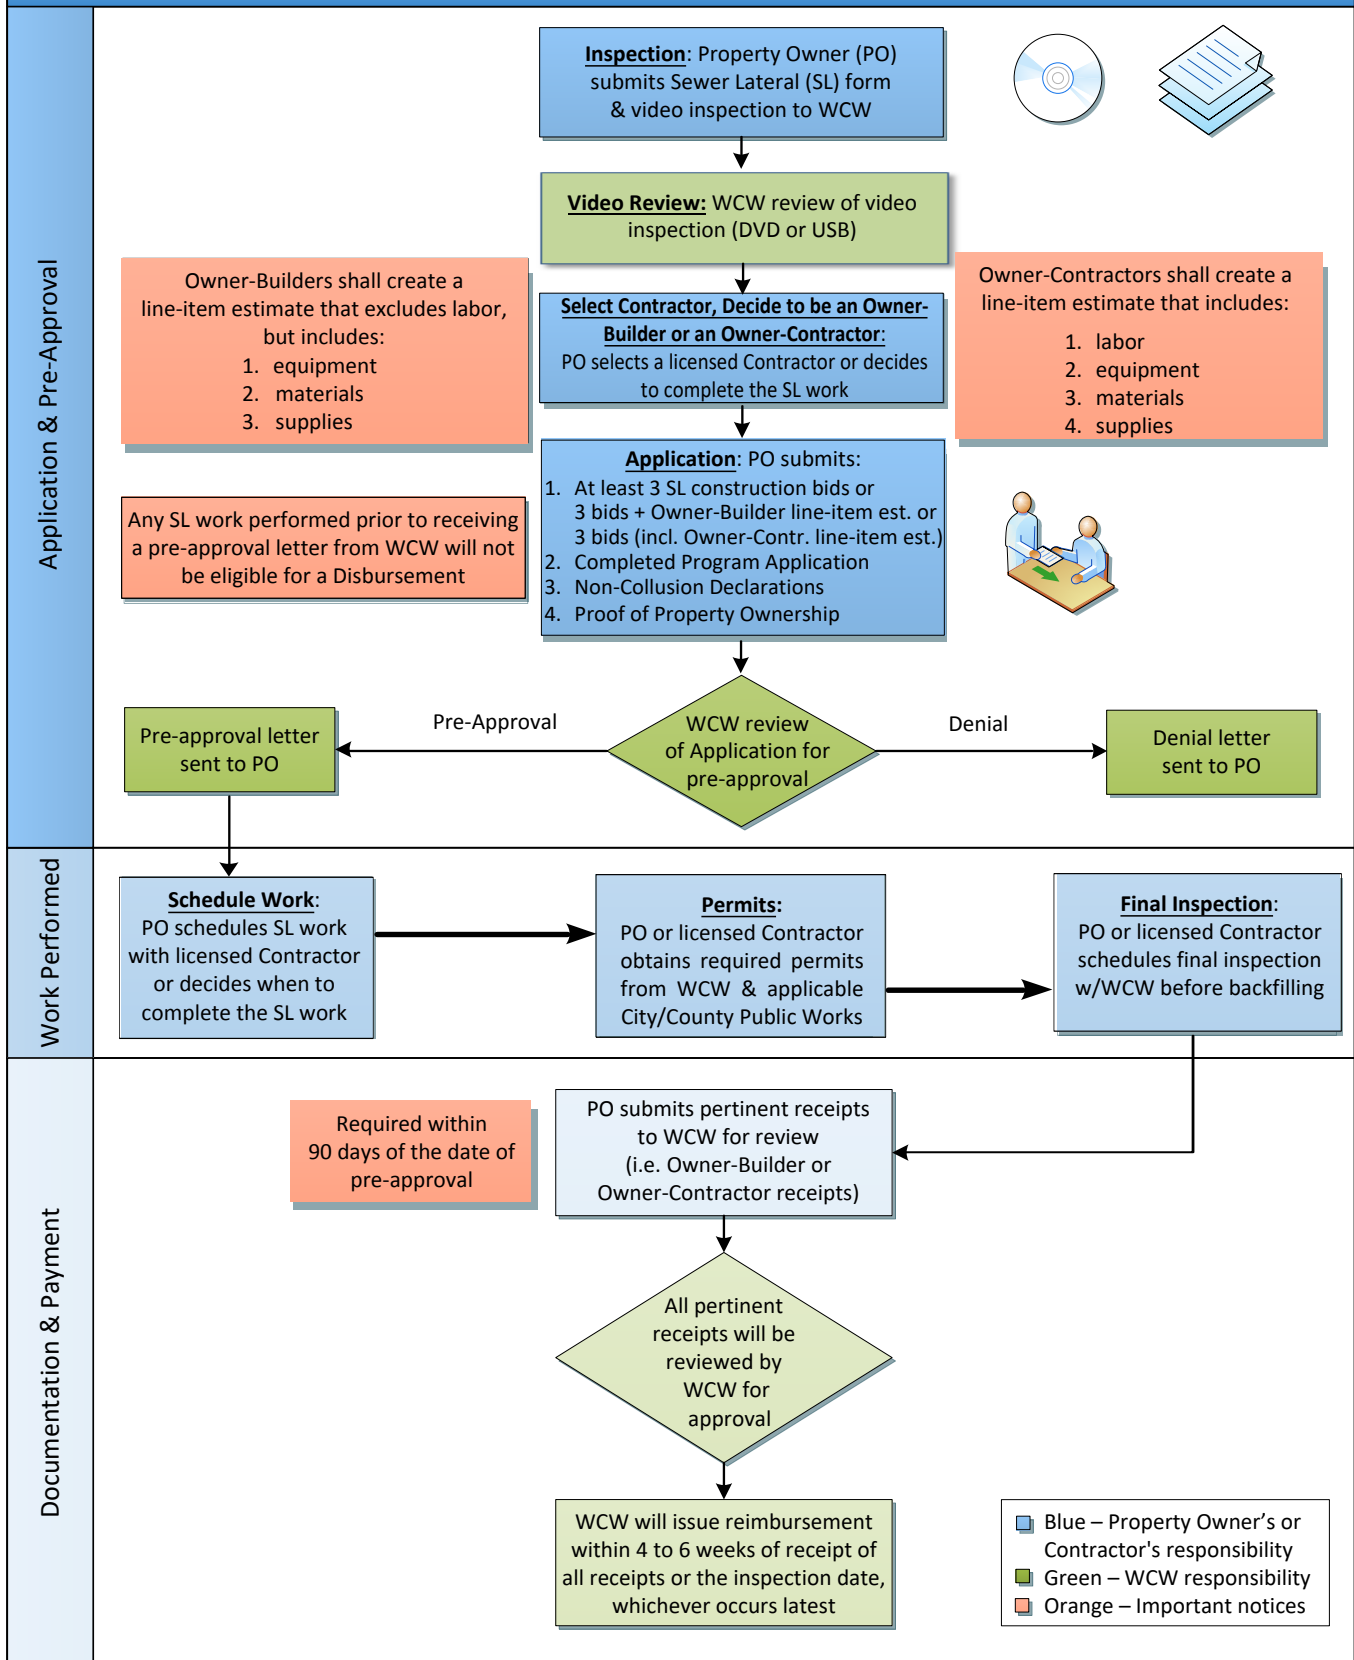 Application & Pre-Approval
Inspection: Property Owner (PO)
submits Sewer Lateral (SL) form
& video inspection to WCW
Video Review: WCW review of video
inspection (DVD or USB)
Owner-Builders shall create a
line-item estimate that excludes labor,
but includes:
1. equipment
2. materials
3. supplies
Select Contractor, Decide to be an Owner-
Builder or an Owner-Contractor:
PO selects a licensed Contractor or decides
to complete the SL work
Owner-Contractors shall create a
line-item estimate that includes:
1. labor
2. equipment
3. materials
4. supplies
Any SL work performed prior to receiving
a pre-approval letter from WCW will not
be eligible for a Disbursement
Application: PO submits:
1. At least 3 SL construction bids or
3 bids + Owner-Builder line-item est. or
3 bids (incl. Owner-Contr. line-item est.)
2. Completed Program Application
3. Non-Collusion Declarations
4. Proof of Property Ownership
Pre-approval letter
sent to PO
Pre-Approval
WCW review
of Application for
pre-approval
Denial
Denial letter
sent to PO
Work Performed
Schedule Work:
PO schedules SL work
with licensed Contractor
or decides when to
complete the SL work
Permits:
PO or licensed Contractor
obtains required permits
from WCW & applicable
City/County Public Works
Final Inspection:
PO or licensed Contractor
schedules final inspection
w/WCW before backfilling
Documentation & Payment
Required within
90 days of the date of
pre-approval
PO submits pertinent receipts
to WCW for review
(i.e. Owner-Builder or
Owner-Contractor receipts)
All pertinent
receipts will be
reviewed by
WCW for
approval
WCW will issue reimbursement
within 4 to 6 weeks of receipt of
all receipts or the inspection date,
whichever occurs latest
Blue – Property Owner’s or
Contractor's responsibility
Green – WCW responsibility
Orange – Important notices